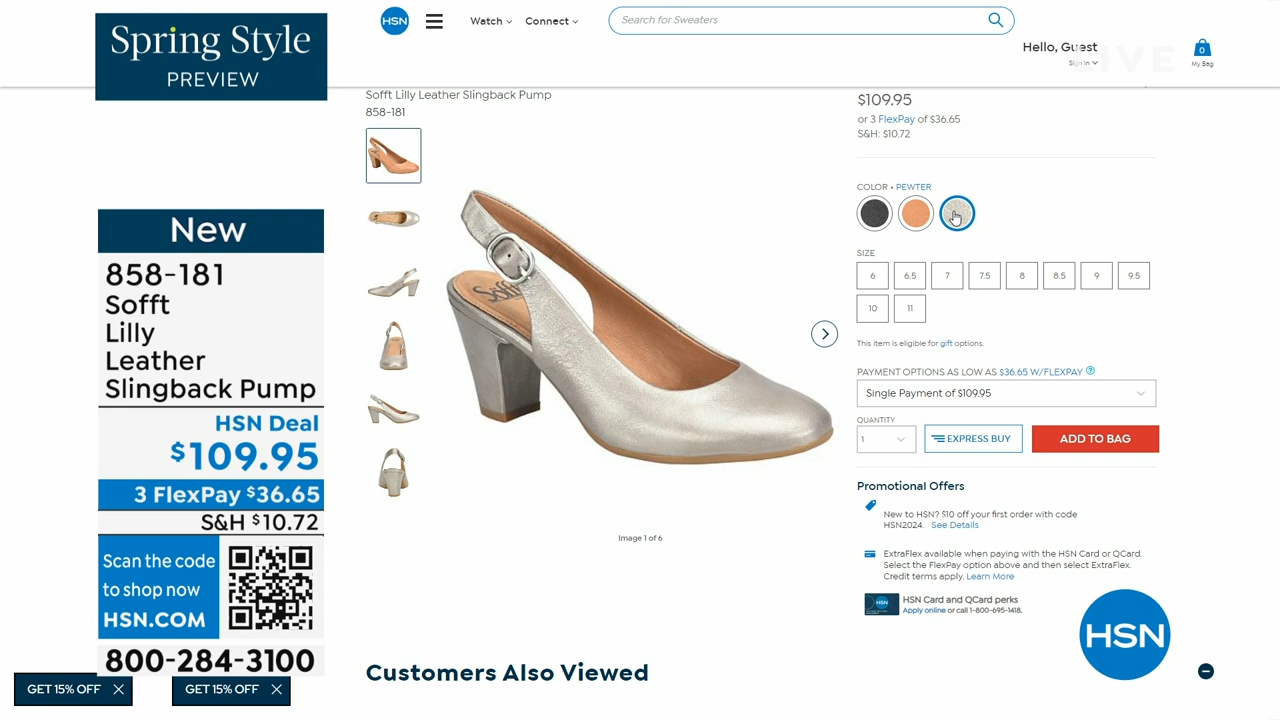 Spring Style
PREVIEW
HSN
Watch
Connect
Search for Sweaters
Hello, Guest
Sign In
LIVE
0
My Bag
New
858-181
Sofft
Lilly
Leather
Slingback Pump
HSN Deal
$109.95
3 FlexPay $36.65
S&H $10.72
Scan the code
to shop now
HSN.COM
800-284-3100
GET 15% OFF
GET 15% OFF
Sofft Lilly Leather Slingback Pump
858-181
Sofft
Image 1 of 6
$109.95
or 3 FlexPay of $36.65
S&H: $10.72
COLOR • PEWTER
SIZE
6 6.5 7 7.5 8 8.5 9 9.5
10 11
This item is eligible for gift options.
PAYMENT OPTIONS AS LOW AS $36.65 W/FLEXPAY ?
Single Payment of $109.95
QUANTITY
1
EXPRESS BUY
ADD TO BAG
Promotional Offers
New to HSN? $10 off your first order with code
HSN2024. See Details
ExtraFlex available when paying with the HSN Card or QCard.
Select the FlexPay option above and then select ExtraFlex.
Credit terms apply. Learn More
HSN
HSN Card and QCard perks
Apply online or call 1-800-695-1418.
HSN
Customers Also Viewed